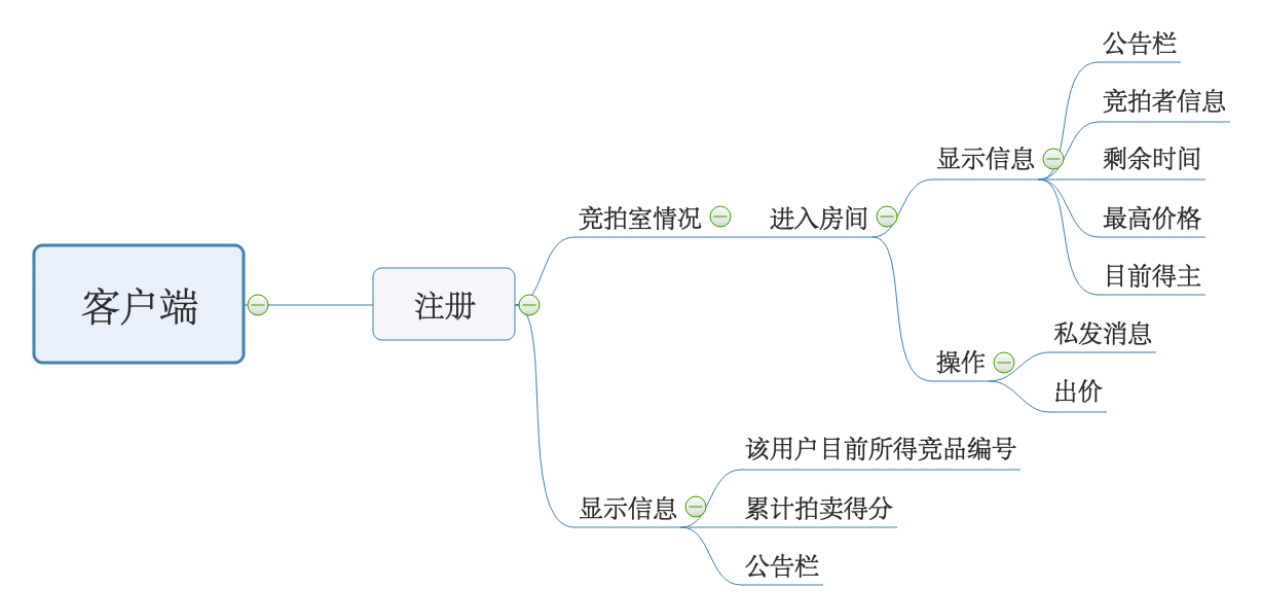 客户端
注册
竞拍室情况
进入房间
显示信息
公告栏
竞拍者信息
剩余时间
最高价格
目前得主
操作
私发消息
出价
显示信息
该用户目前所得竞品编号
累计拍卖得分
公告栏